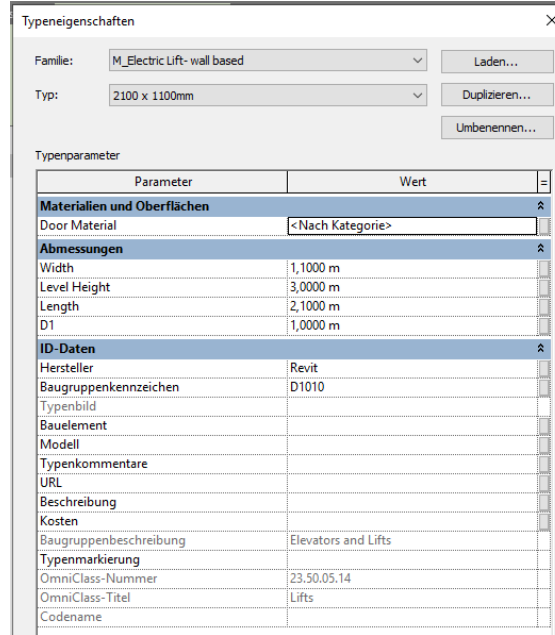 Typeneigenschaften
Familie: M_Electric Lift- wall based Laden...
Typ: 2100 x 1100mm Duplizieren...
Umbenennen...
Typenparameter
Parameter Wert =
Materialien und Oberflächen
Door Material <Nach Kategorie>
Abmessungen
Width 1,1000 m
Level Height 3,0000 m
Length 2,1000 m
D1 1,0000 m
ID-Daten
Hersteller Revit
Baugruppenkennzeichen D1010
Typenbild
Bauelement
Modell
Typenkommentare
URL
Beschreibung
Kosten
Baugruppenbeschreibung Elevators and Lifts
Typenmarkierung
OmniClass-Nummer 23.50.05.14
OmniClass-Titel Lifts
Codename